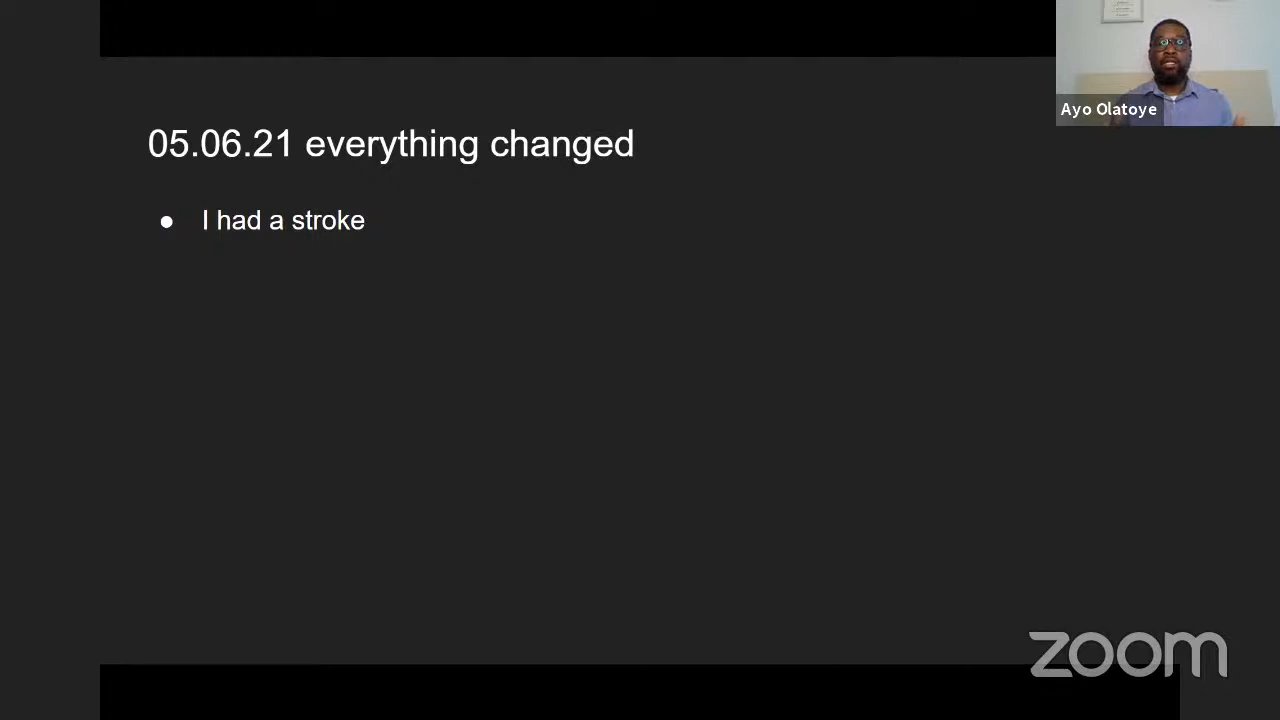 05.06.21 everything changed
● I had a stroke
Ayo Olatoye
zoom